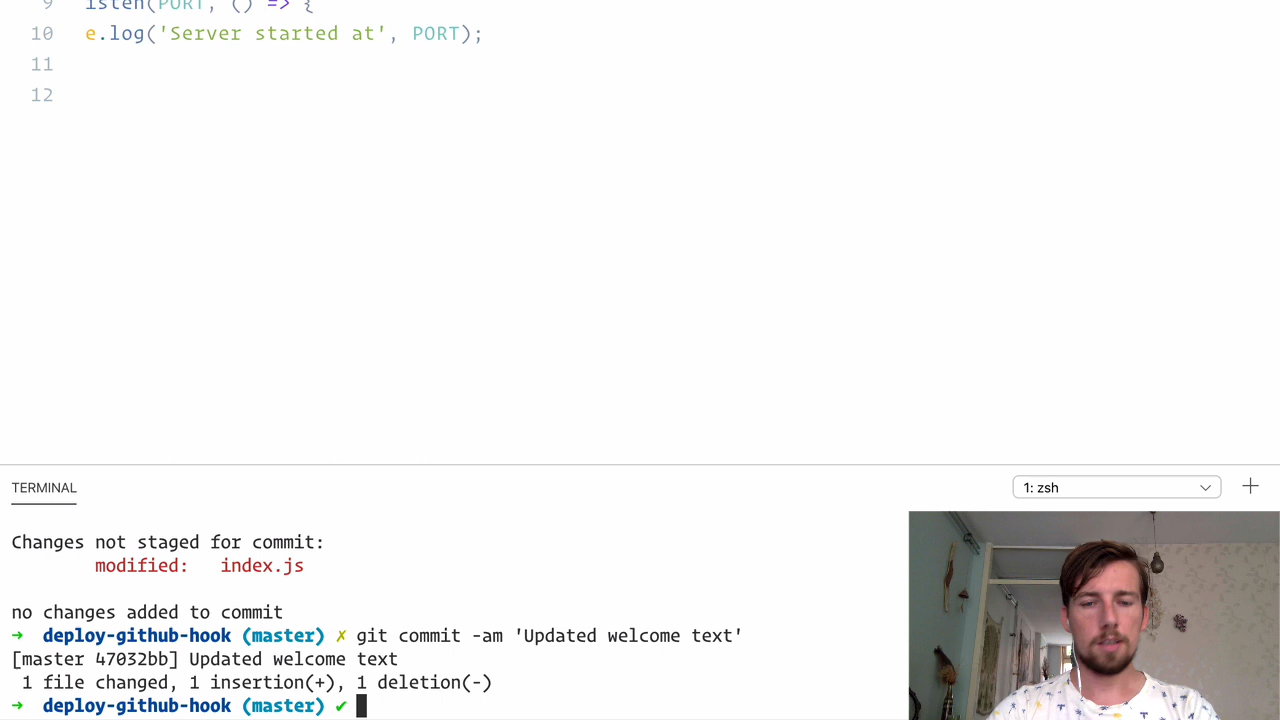 9 isten(PORT, () => {
10 e.log('Server started at', PORT);
11
12
TERMINAL
1: zsh
Changes not staged for commit:
modified: index.js
no changes added to commit
➜ deploy-github-hook (master) ✗ git commit -am 'Updated welcome text'
[master 47032bb] Updated welcome text
1 file changed, 1 insertion(+), 1 deletion(-)
➜ deploy-github-hook (master) ✔